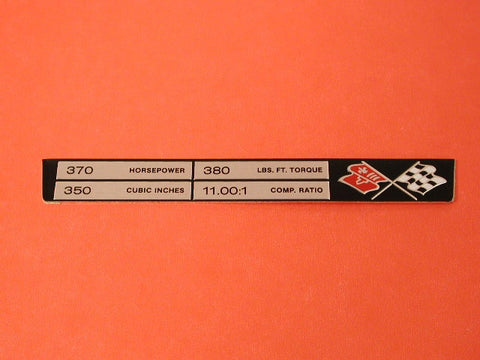 370 HORSEPOWER 380 LBS. FT. TORQUE
350 CUBIC INCHES 11.00:1 COMP. RATIO